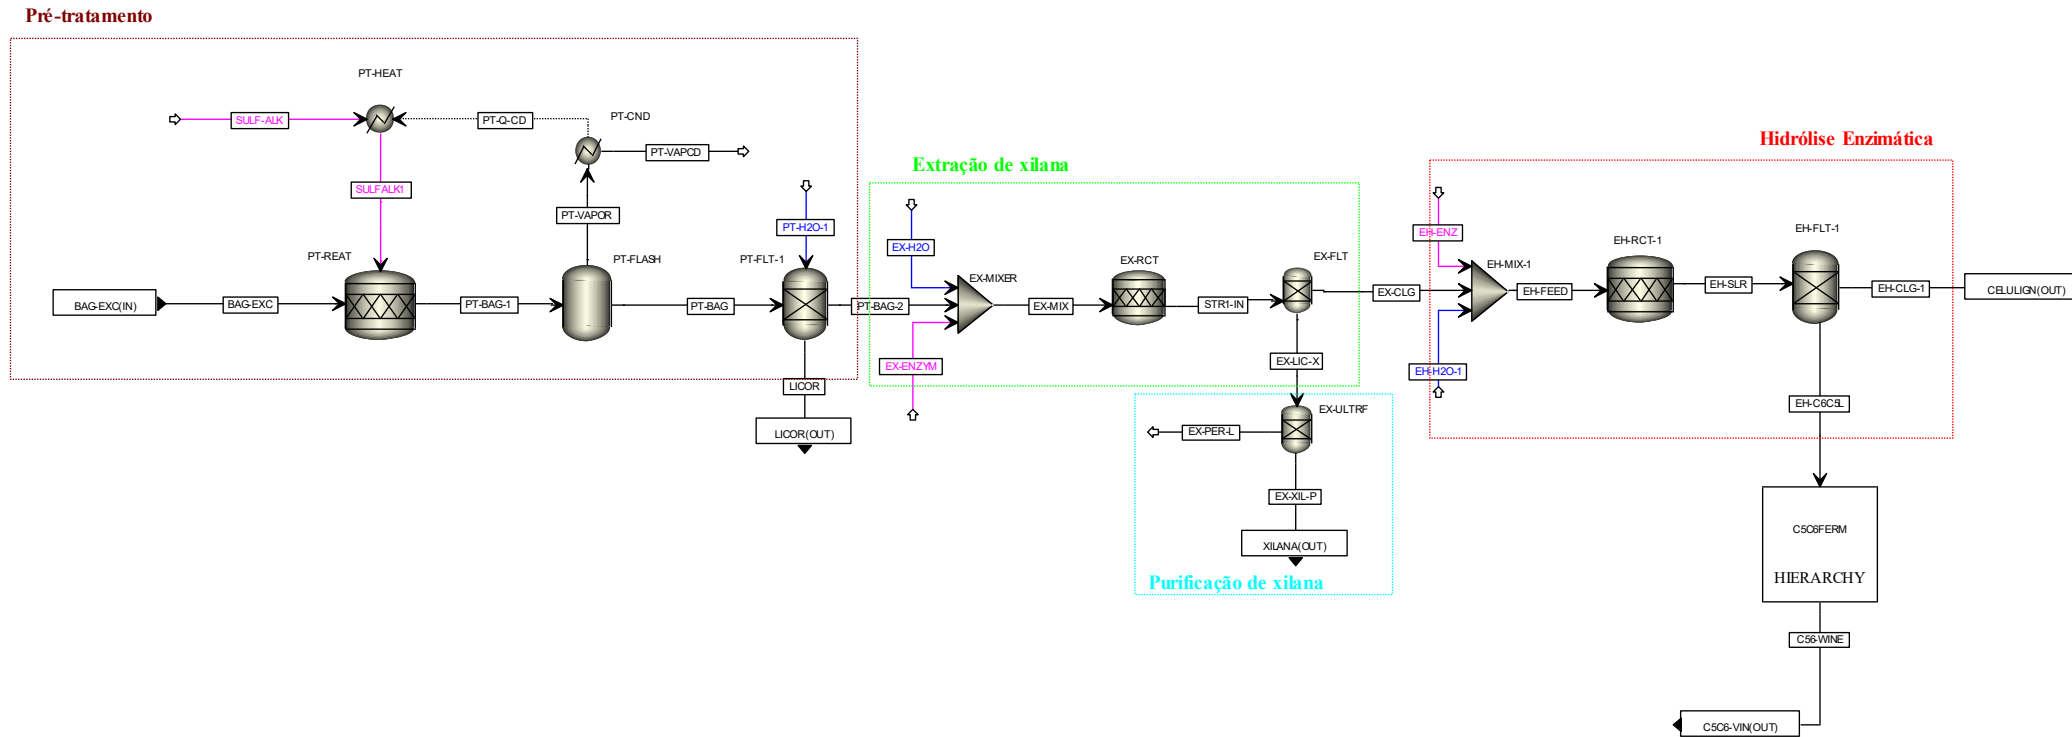 Pré-tratamento
PT-HEAT
SULF-ALK
PT-Q-CD
PT-CND
PT-VAPCD
SULFALK1
PT-VAPOR
PT-H2O-1
PT-REAT
PT-FLASH
PT-FLT-1
BAG-EXC(IN)
BAG-EXC
PT-BAG-1
PT-BAG
PT-BAG-2
LICOR
LICOR(OUT)
Extração de xilana
EX-H2O
EX-MIXER
EX-RCT
EX-FLT
EX-MIX
STR1-IN
EX-CLG
EX-ENZYM
EX-LIC-X
EX-ULTRF
EX-PER-L
EX-XIL-P
XILANA(OUT)
Purificação de xilana
Hidrólise Enzimática
EH-ENZ
EH-MIX-1
EH-RCT-1
EH-FLT-1
EH-FEED
EH-SLR
EH-CLG-1
CELULIGN(OUT)
EH-H2O-1
EH-C6C5L
C5C6FERM
HIERARCHY
C56-WINE
C5C6-VIN(OUT)